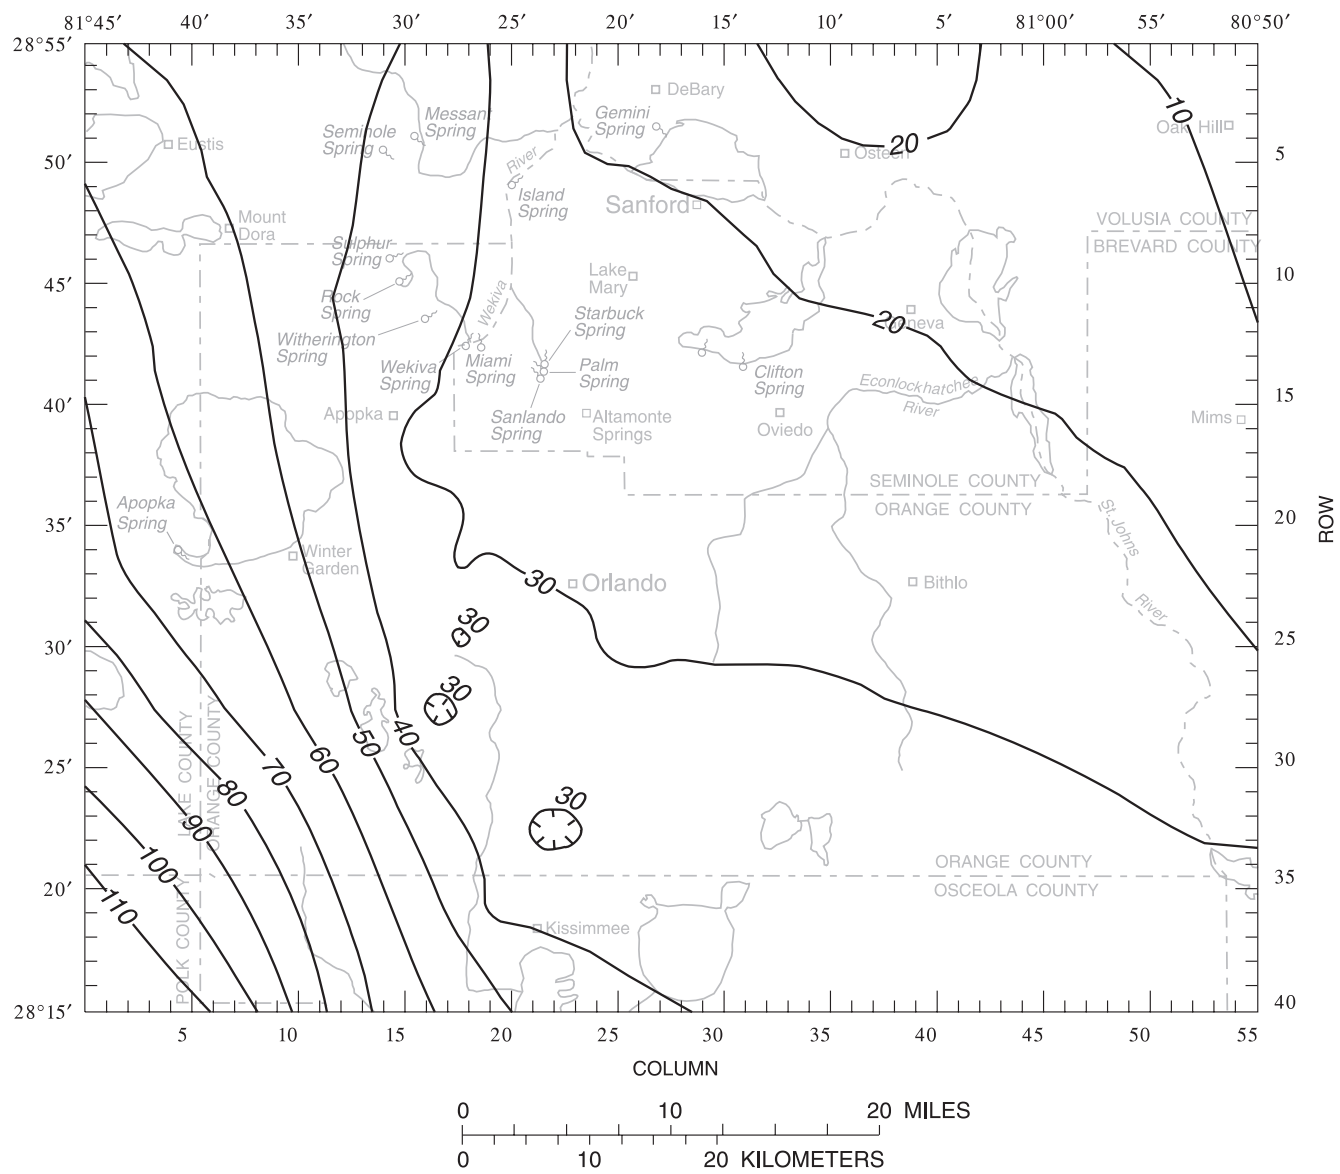 81°45′ 40′ 35′ 30′ 25′ 20′ 15′ 10′ 5′ 81°00′ 55′ 80°50′
28°55′
DeBary
10
Messant
Spring
Gemini
Spring
Oak Hill
Seminole
Spring
Eustis
20
Osteen
50′
5
River
Island
Spring
Sanford
Mount
Dora
VOLUSIA COUNTY
BREVARD COUNTY
Sulphur
Spring
Lake
Mary
45′
10
Rock
Spring
Wekiva
Starbuck
Spring
20
Geneva
Witherington
Spring
Wekiva
Spring
Miami
Spring
Palm
Spring
Clifton
Spring
Econlockhatchee
River
40′
15
Apopka
Sanlando
Spring
Altamonte
Springs
Oviedo
Mims
SEMINOLE COUNTY
ORANGE COUNTY
Apopka
Spring
35′
20
ROW
St. Johns
River
Winter
Garden
30
Orlando
Bithlo
30
30′
25
30
40
50
60
70
80
90
100
110
LAKE COUNTY
ORANGE COUNTY
25′
30
30
20′
35
ORANGE COUNTY
OSCEOLA COUNTY
POLK COUNTY
Kissimmee
28°15′
40
5 10 15 20 25 30 35 40 45 50 55
COLUMN
0 10 20 MILES
0 10 20 KILOMETERS